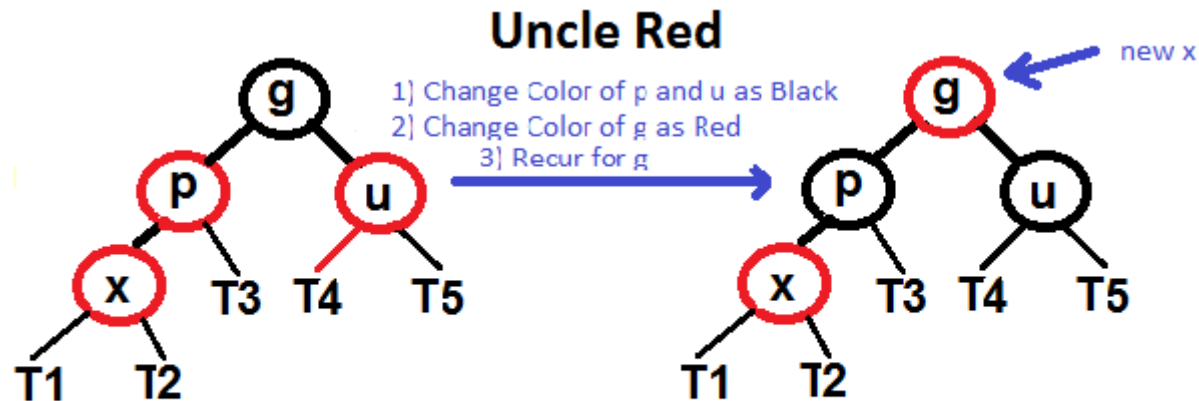 Uncle Red
new x
1) Change Color of p and u as Black
2) Change Color of g as Red
3) Recur for g
g
p
u
x
T3
T4
T5
T1
T2
g
p
u
x
T3
T4
T5
T1
T2